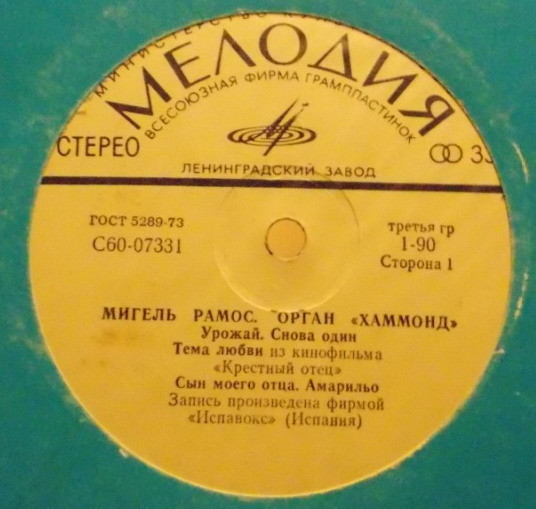 МИНИСТЕРСТВО
МЕЛОДИЯ
ВСЕСОЮЗНАЯ ФИРМА ГРАМПЛАСТИНОК
СТЕРЕО
ЛЕНИНГРАДСКИЙ ЗАВОД
ГОСТ 5289-73
С60-07331
третья гр
1-90
Сторона 1
МИГЕЛЬ РАМОС. ОРГАН «ХАММОНД»
Урожай. Снова один
Тема любви из кинофильма
«Крестный отец»
Сын моего отца. Амарильо
Запись произведена фирмой
«Испавокс» (Испания)